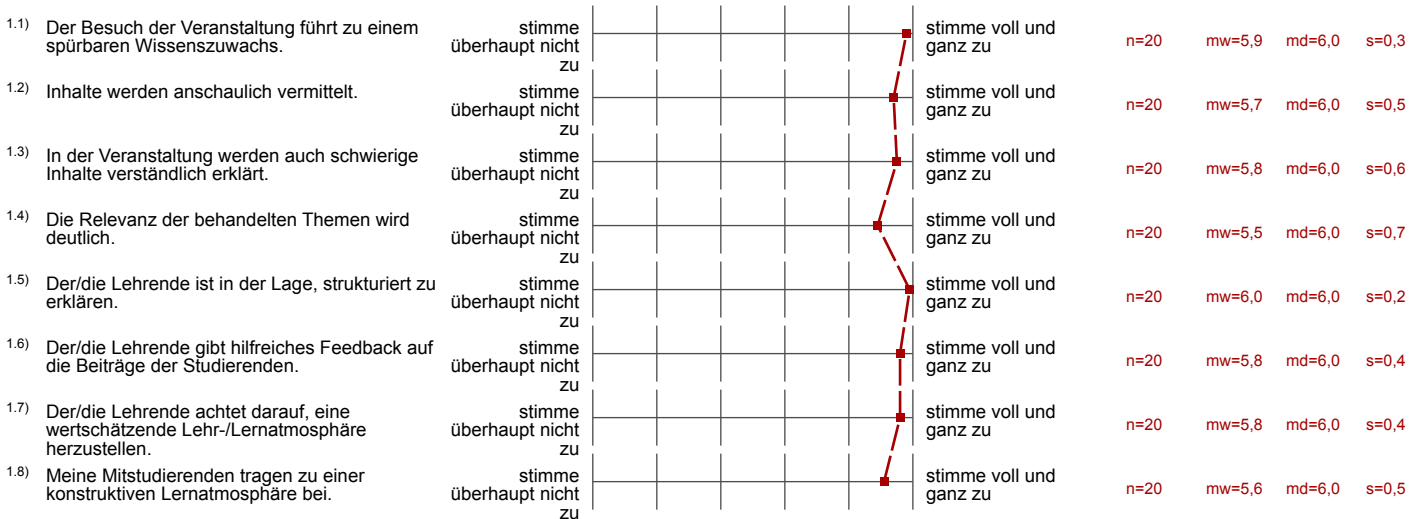 1.1) Der Besuch der Veranstaltung führt zu einem
spürbaren Wissenszuwachs.
stimme
überhaupt nicht
zu
stimme voll und
ganz zu
n=20 mw=5,9 md=6,0 s=0,3
1.2) Inhalte werden anschaulich vermittelt.
stimme
überhaupt nicht
zu
stimme voll und
ganz zu
n=20 mw=5,7 md=6,0 s=0,5
1.3) In der Veranstaltung werden auch schwierige
Inhalte verständlich erklärt.
stimme
überhaupt nicht
zu
stimme voll und
ganz zu
n=20 mw=5,8 md=6,0 s=0,6
1.4) Die Relevanz der behandelten Themen wird
deutlich.
stimme
überhaupt nicht
zu
stimme voll und
ganz zu
n=20 mw=5,5 md=6,0 s=0,7
1.5) Der/die Lehrende ist in der Lage, strukturiert zu
erklären.
stimme
überhaupt nicht
zu
stimme voll und
ganz zu
n=20 mw=6,0 md=6,0 s=0,2
1.6) Der/die Lehrende gibt hilfreiches Feedback auf
die Beiträge der Studierenden.
stimme
überhaupt nicht
zu
stimme voll und
ganz zu
n=20 mw=5,8 md=6,0 s=0,4
1.7) Der/die Lehrende achtet darauf, eine
wertschätzende Lehr-/Lernatmosphäre
herzustellen.
stimme
überhaupt nicht
zu
stimme voll und
ganz zu
n=20 mw=5,8 md=6,0 s=0,4
1.8) Meine Mitstudierenden tragen zu einer
konstruktiven Lernatmosphäre bei.
stimme
überhaupt nicht
zu
stimme voll und
ganz zu
n=20 mw=5,6 md=6,0 s=0,5